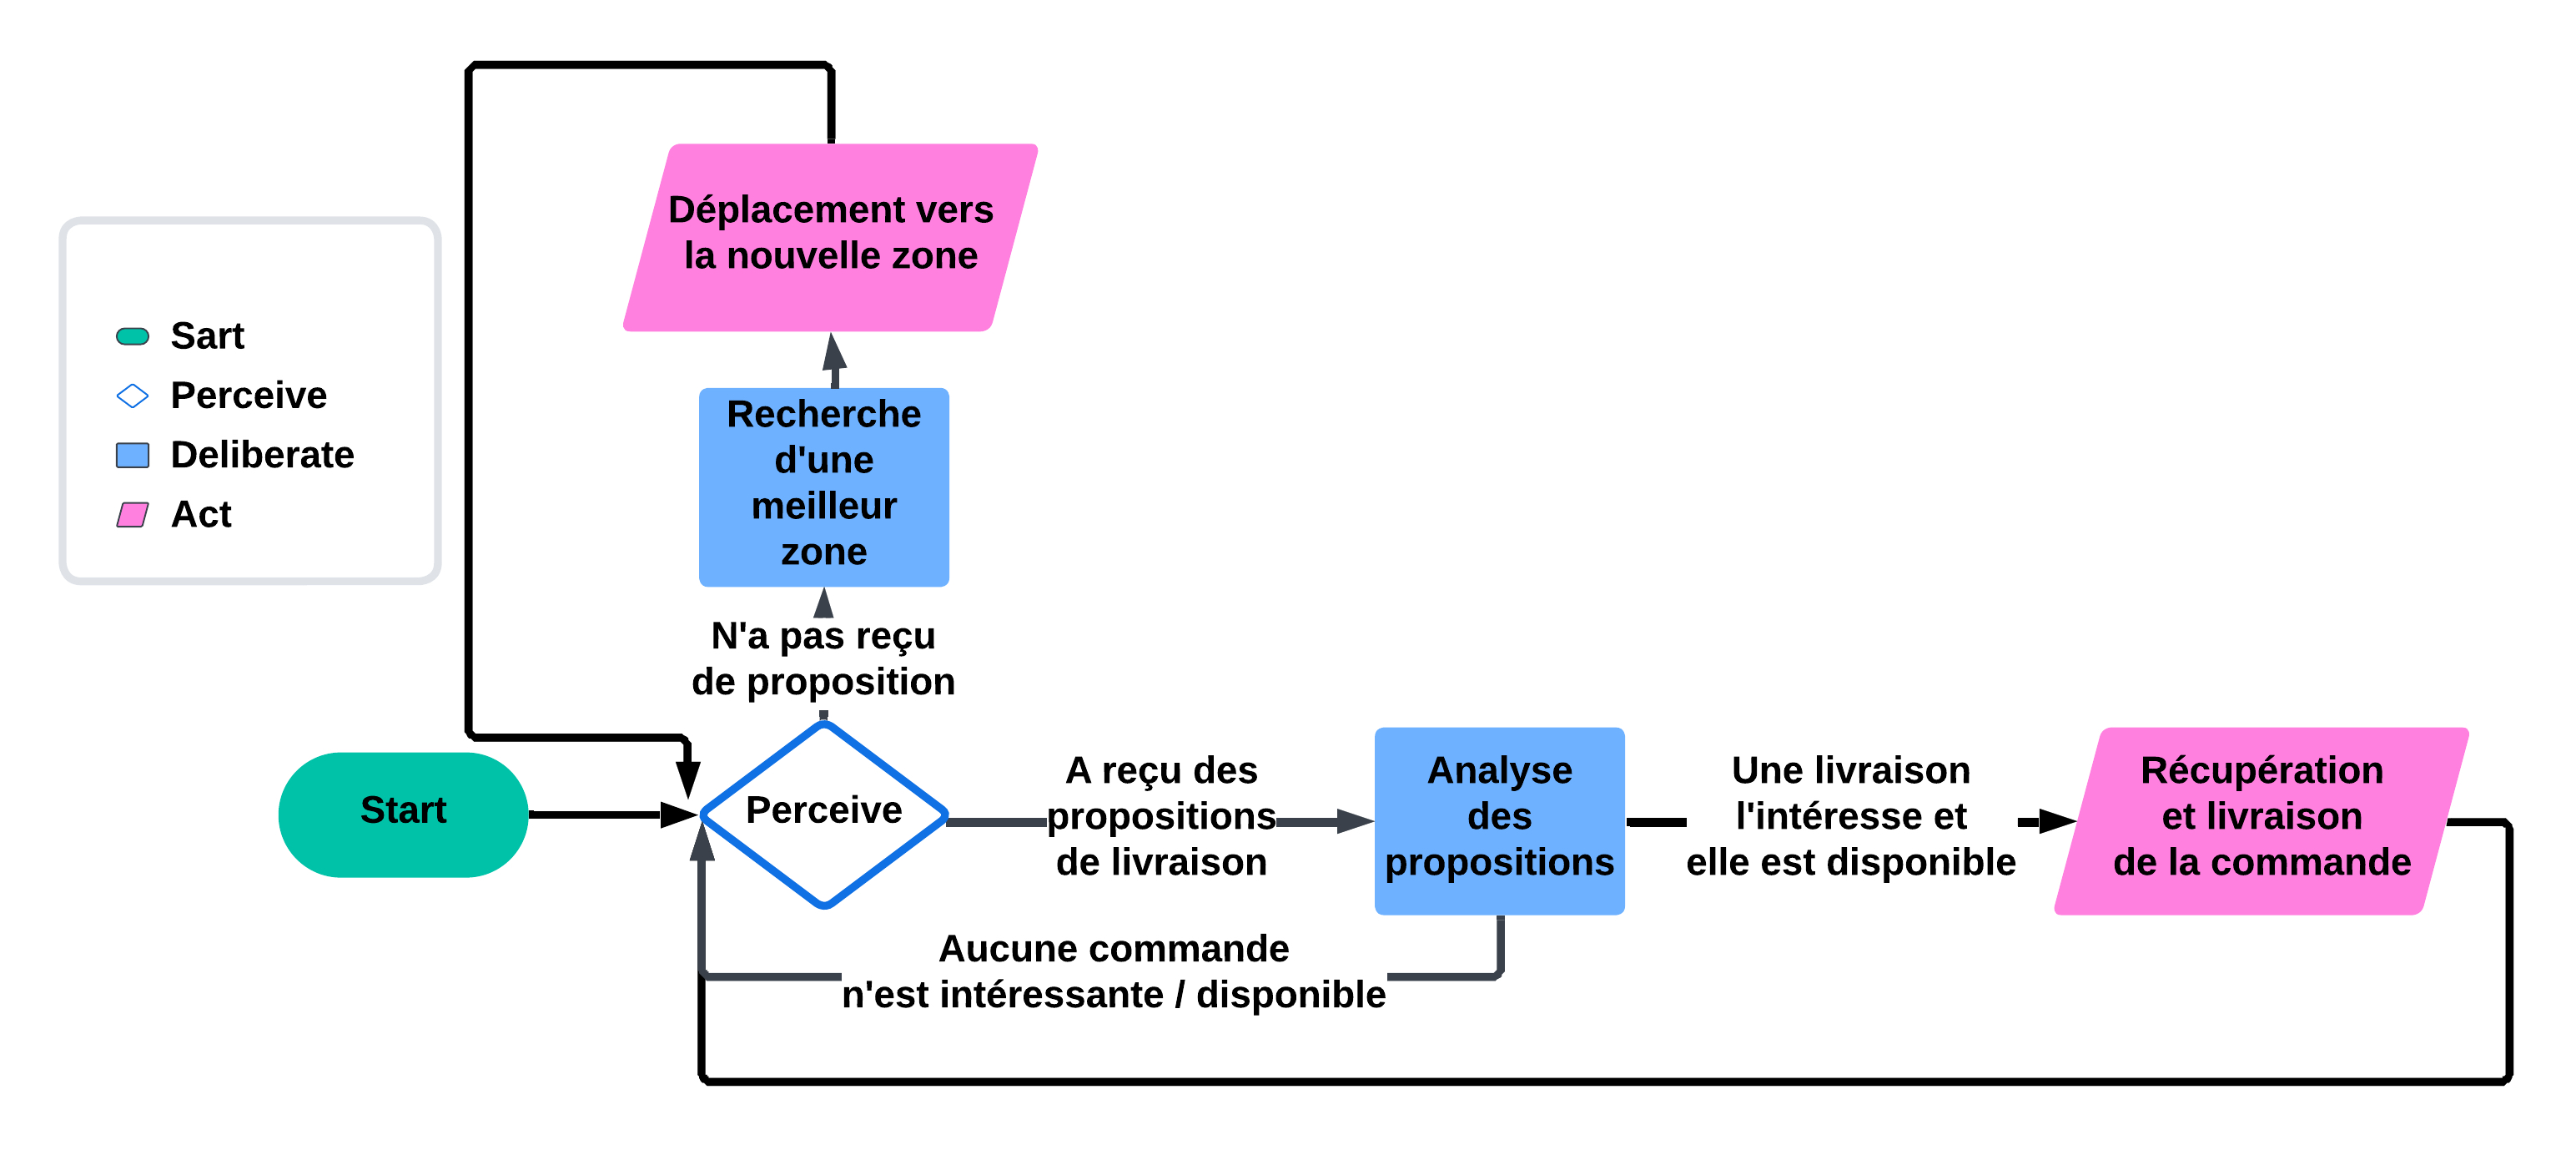 Déplacement vers
la nouvelle zone
Sart
Perceive
Deliberate
Act
Recherche
d'une
meilleur
zone
N'a pas reçu
de proposition
Start
Perceive
A reçu des
propositions
de livraison
Analyse
des
propositions
Une livraison
l'intéresse et
elle est disponible
Récupération
et livraison
de la commande
Aucune commande
n'est intéressante / disponible